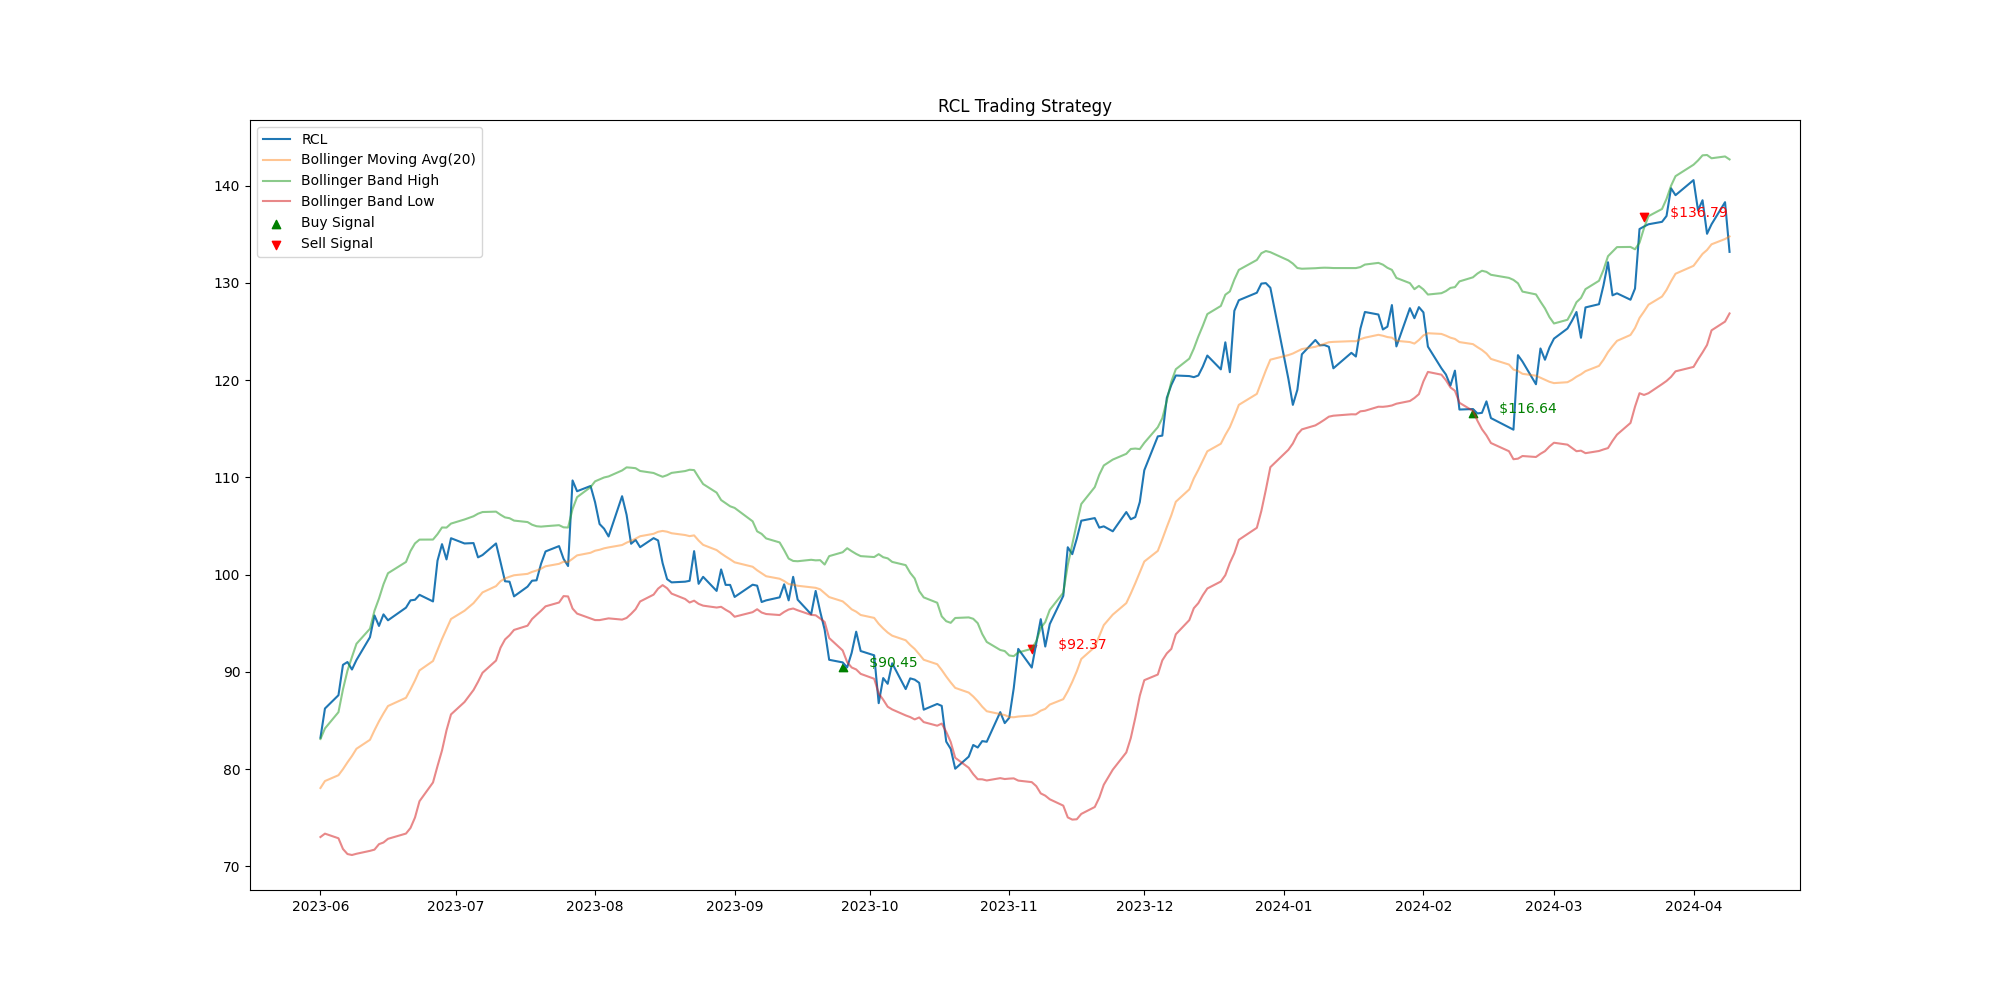 RCL Trading Strategy
RCL
Bollinger Moving Avg(20)
Bollinger Band High
Bollinger Band Low
Buy Signal
Sell Signal
140
130
120
110
100
90
80
70
$136.79
$116.64
$92.37
$90.45
2023-06 2023-07 2023-08 2023-09 2023-10 2023-11 2023-12 2024-01 2024-02 2024-03 2024-04